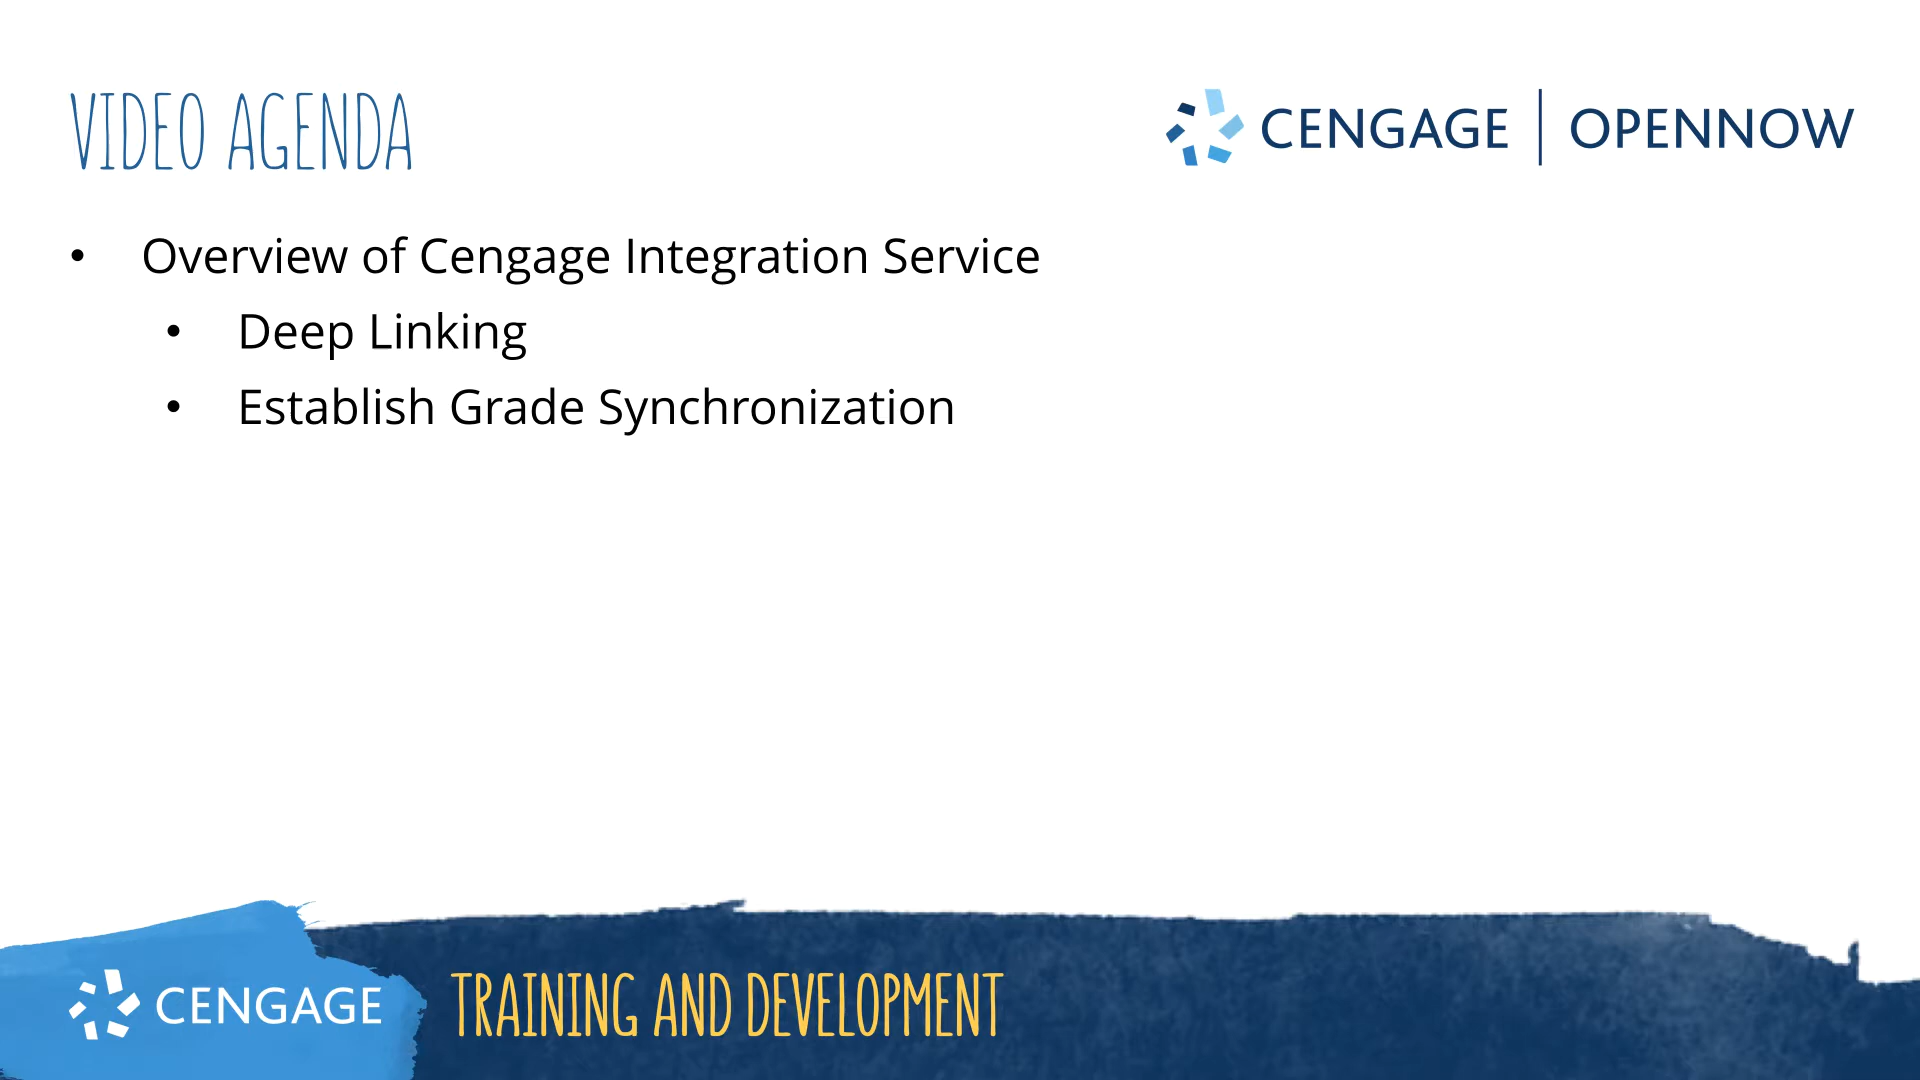 VIDEO AGENDA
CENGAGE | OPENNOW
• Overview of Cengage Integration Service
• Deep Linking
• Establish Grade Synchronization
CENGAGE
TRAINING AND DEVELOPMENT